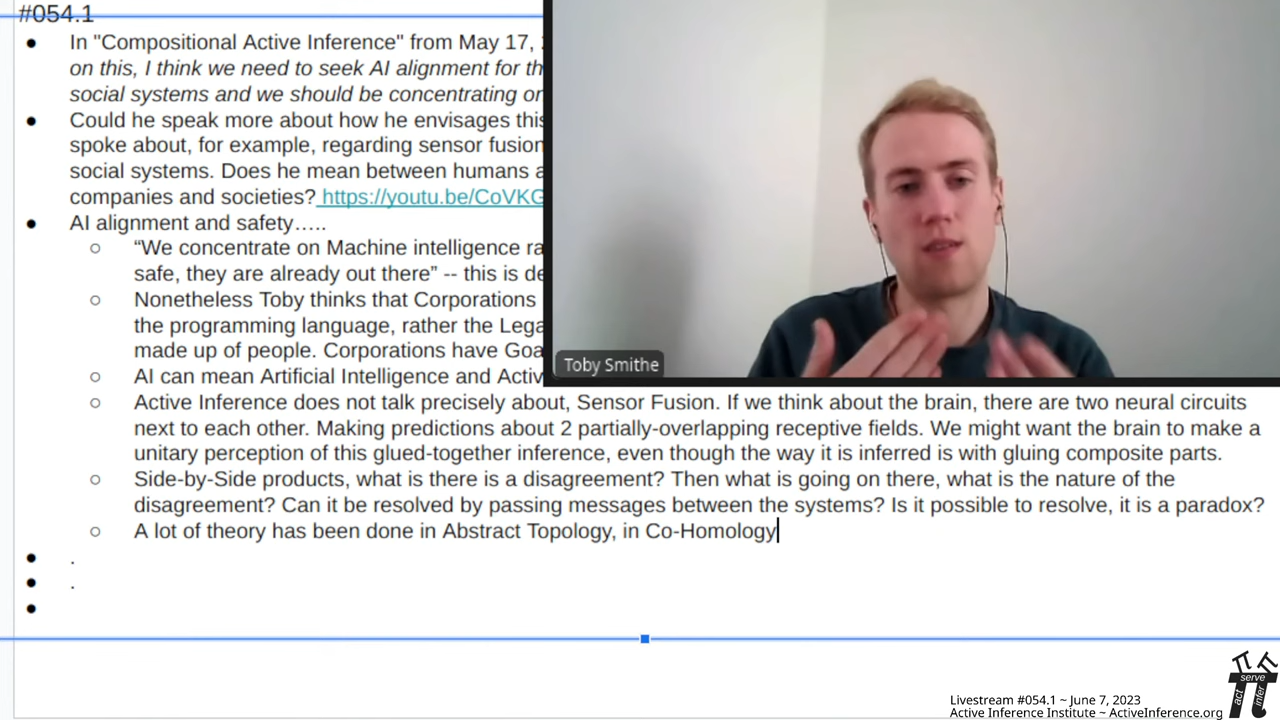 #054.1
● In "Compositional Active Inference" from May 17,
on this, I think we need to seek AI alignment for th
social systems and we should be concentrating or
● Could he speak more about how he envisages this
spoke about, for example, regarding sensor fusion
social systems. Does he mean between humans a
companies and societies? https://youtu.be/CoVKG
● AI alignment and safety…..
○ “We concentrate on Machine intelligence ra
safe, they are already out there” -- this is de
○ Nonetheless Toby thinks that Corporations
the programming language, rather the Lega
made up of people. Corporations have Goa
○ AI can mean Artificial Intelligence and Activ
○ Active Inference does not talk precisely about, Sensor Fusion. If we think about the brain, there are two neural circuits
next to each other. Making predictions about 2 partially-overlapping receptive fields. We might want the brain to make a
unitary perception of this glued-together inference, even though the way it is inferred is with gluing composite parts.
○ Side-by-Side products, what is there is a disagreement? Then what is going on there, what is the nature of the
disagreement? Can it be resolved by passing messages between the systems? Is it possible to resolve, it is a paradox?
○ A lot of theory has been done in Abstract Topology, in Co-Homology
● .
● .
●
Toby Smithe
Livestream #054.1 ~ June 7, 2023
Active Inference Institute ~ ActiveInference.org
π π
serve
act infer